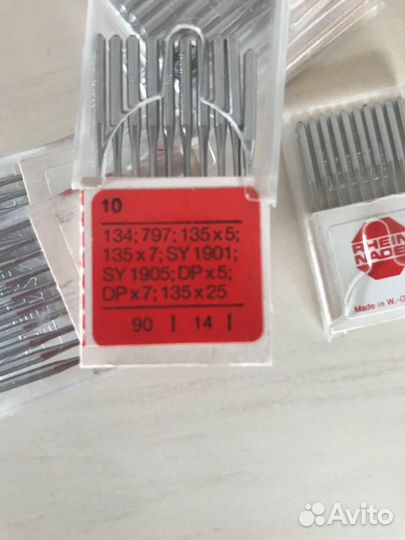 10
134; 797; 135 x 5;
135 x 7; SY 1901;
SY 1905; DP x 5;
DP x 7; 135 x 25
90 | 14 |
RHEIN
NADEL
Made in W.-G
Avito